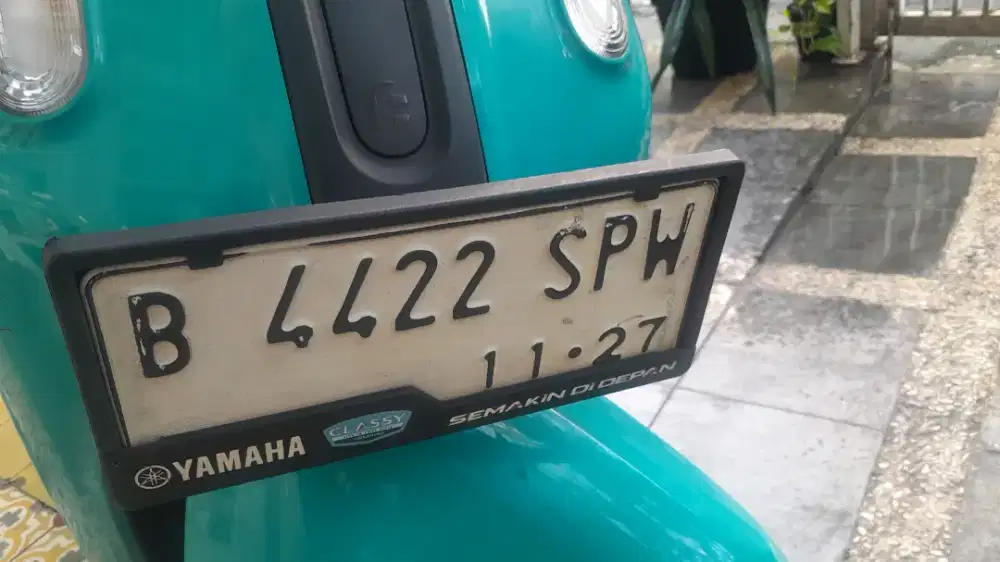 B 4422 SPW
11·27
SEMAKIN Di DEPAN
YAMAHA
CLASSY